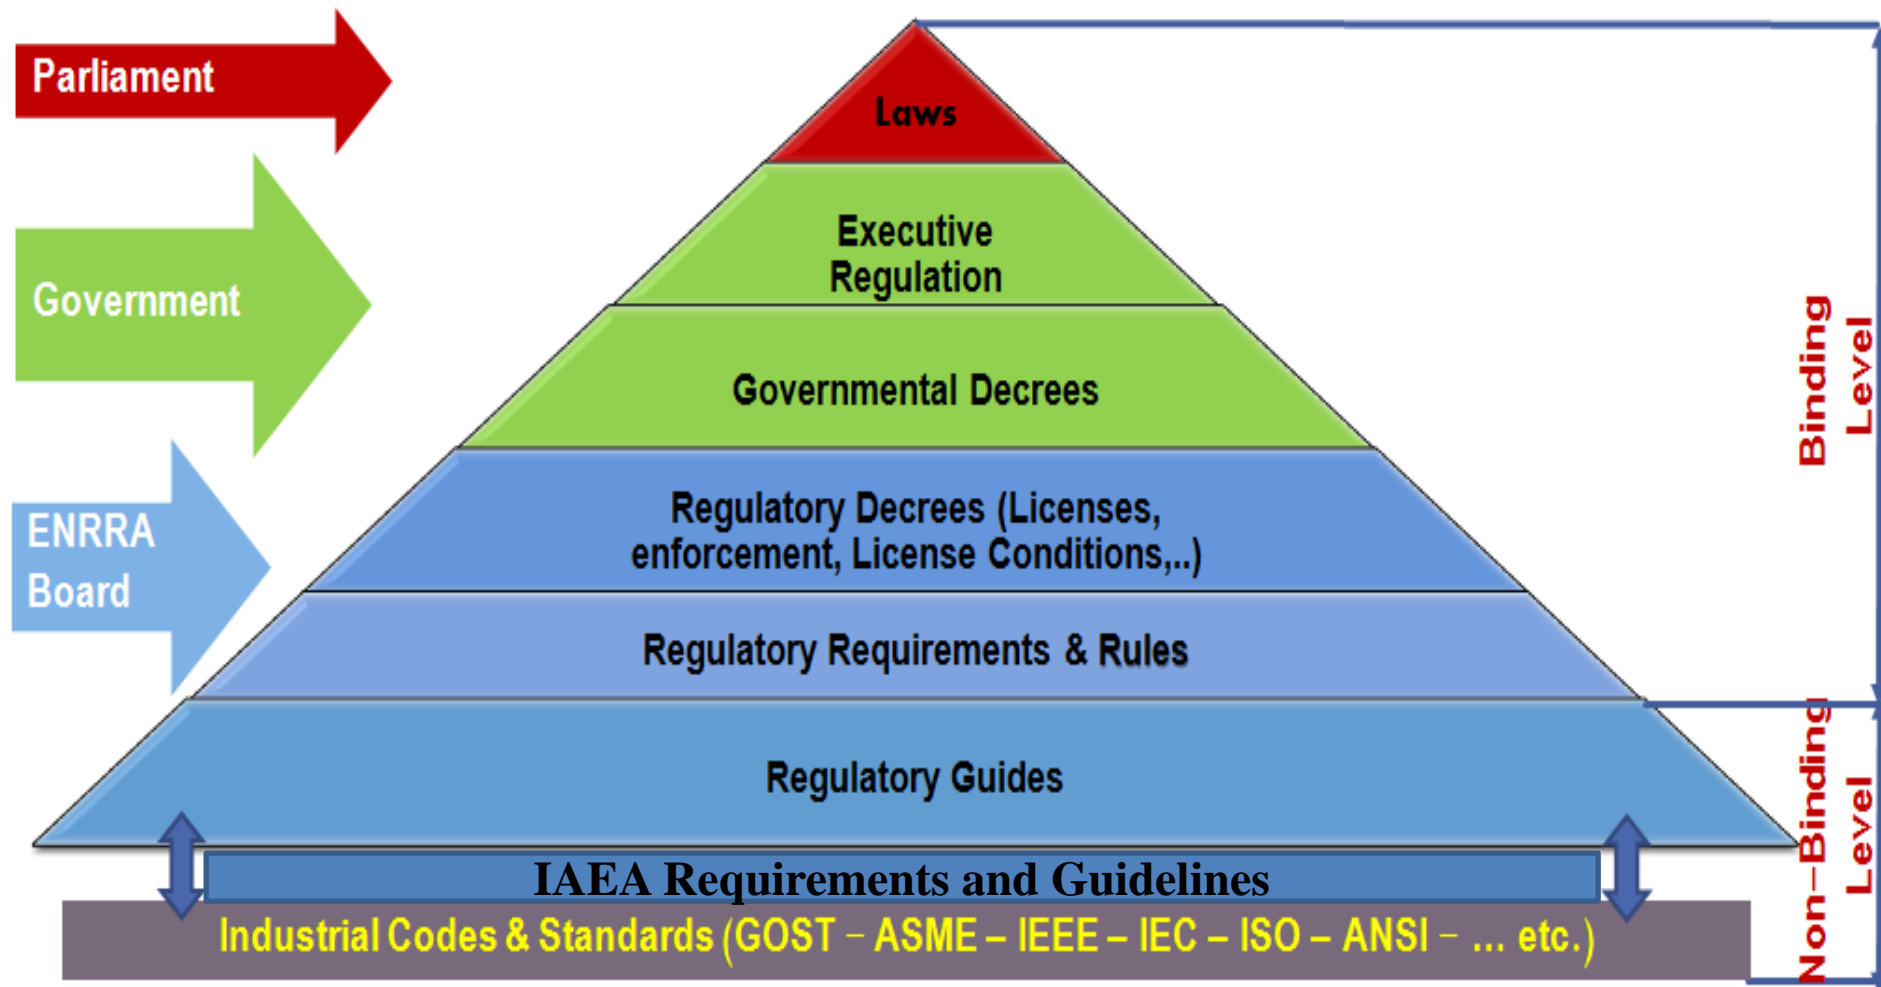 Parliament
Laws
Executive
Regulation
Government
Governmental Decrees
Regulatory Decrees (Licenses,
enforcement, License Conditions,..)
ENRRA
Board
Regulatory Requirements & Rules
Regulatory Guides
IAEA Requirements and Guidelines
Industrial Codes & Standards (GOST – ASME – IEEE – IEC – ISO – ANSI – ... etc.)
Binding
Level
Non–Binding
Level